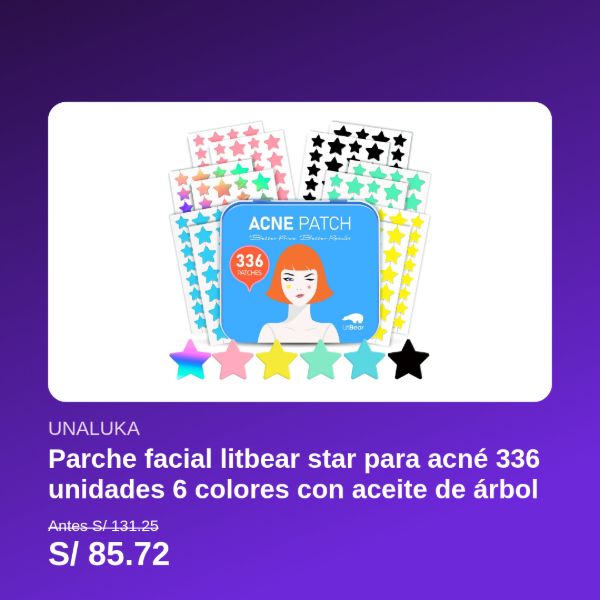 ACNE PATCH
336
PATCHES
LitBear
UNALUKA
Parche facial litbear star para acné 336
unidades 6 colores con aceite de árbol
Antes S/ 131.25
S/ 85.72